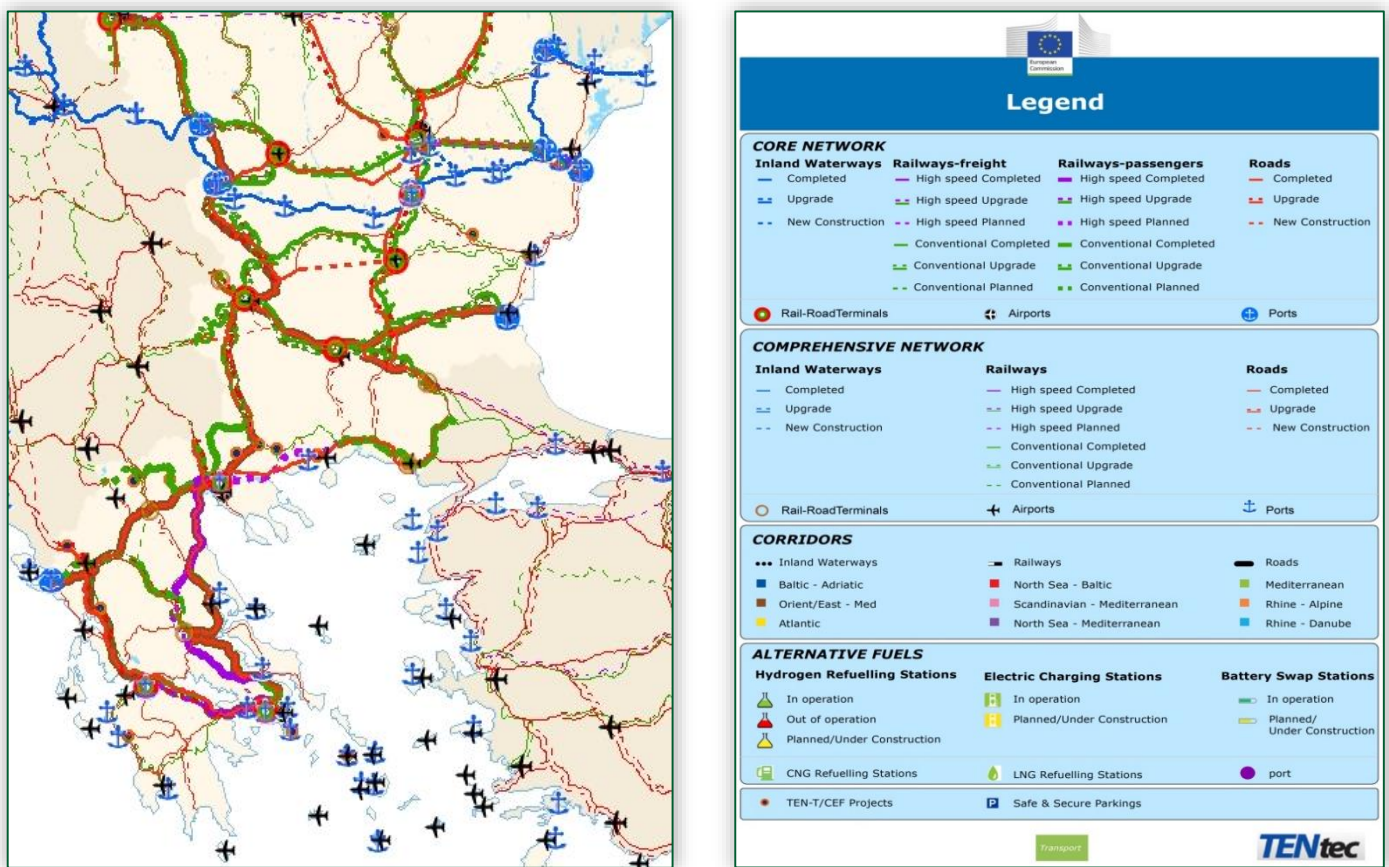 European
Commission
Legend
CORE NETWORK
Inland Waterways Railways-freight Railways-passengers Roads
Completed High speed Completed High speed Completed Completed
Upgrade High speed Upgrade High speed Upgrade Upgrade
New Construction High speed Planned High speed Planned New Construction
Conventional Completed Conventional Completed
Conventional Upgrade Conventional Upgrade
Conventional Planned Conventional Planned
Rail-RoadTerminals Airports Ports
COMPREHENSIVE NETWORK
Inland Waterways Railways Roads
Completed High speed Completed Completed
Upgrade High speed Upgrade Upgrade
New Construction High speed Planned New Construction
Conventional Completed
Conventional Upgrade
Conventional Planned
Rail-RoadTerminals Airports Ports
CORRIDORS
Inland Waterways Railways Roads
Baltic - Adriatic North Sea - Baltic Mediterranean
Orient/East - Med Scandinavian - Mediterranean Rhine - Alpine
Atlantic North Sea - Mediterranean Rhine - Danube
ALTERNATIVE FUELS
Hydrogen Refuelling Stations Electric Charging Stations Battery Swap Stations
In operation In operation In operation
Out of operation Planned/Under Construction Planned/
Under Construction
Planned/Under Construction
CNG Refuelling Stations LNG Refuelling Stations port
TEN-T/CEF Projects P Safe & Secure Parkings
Transport TENtec